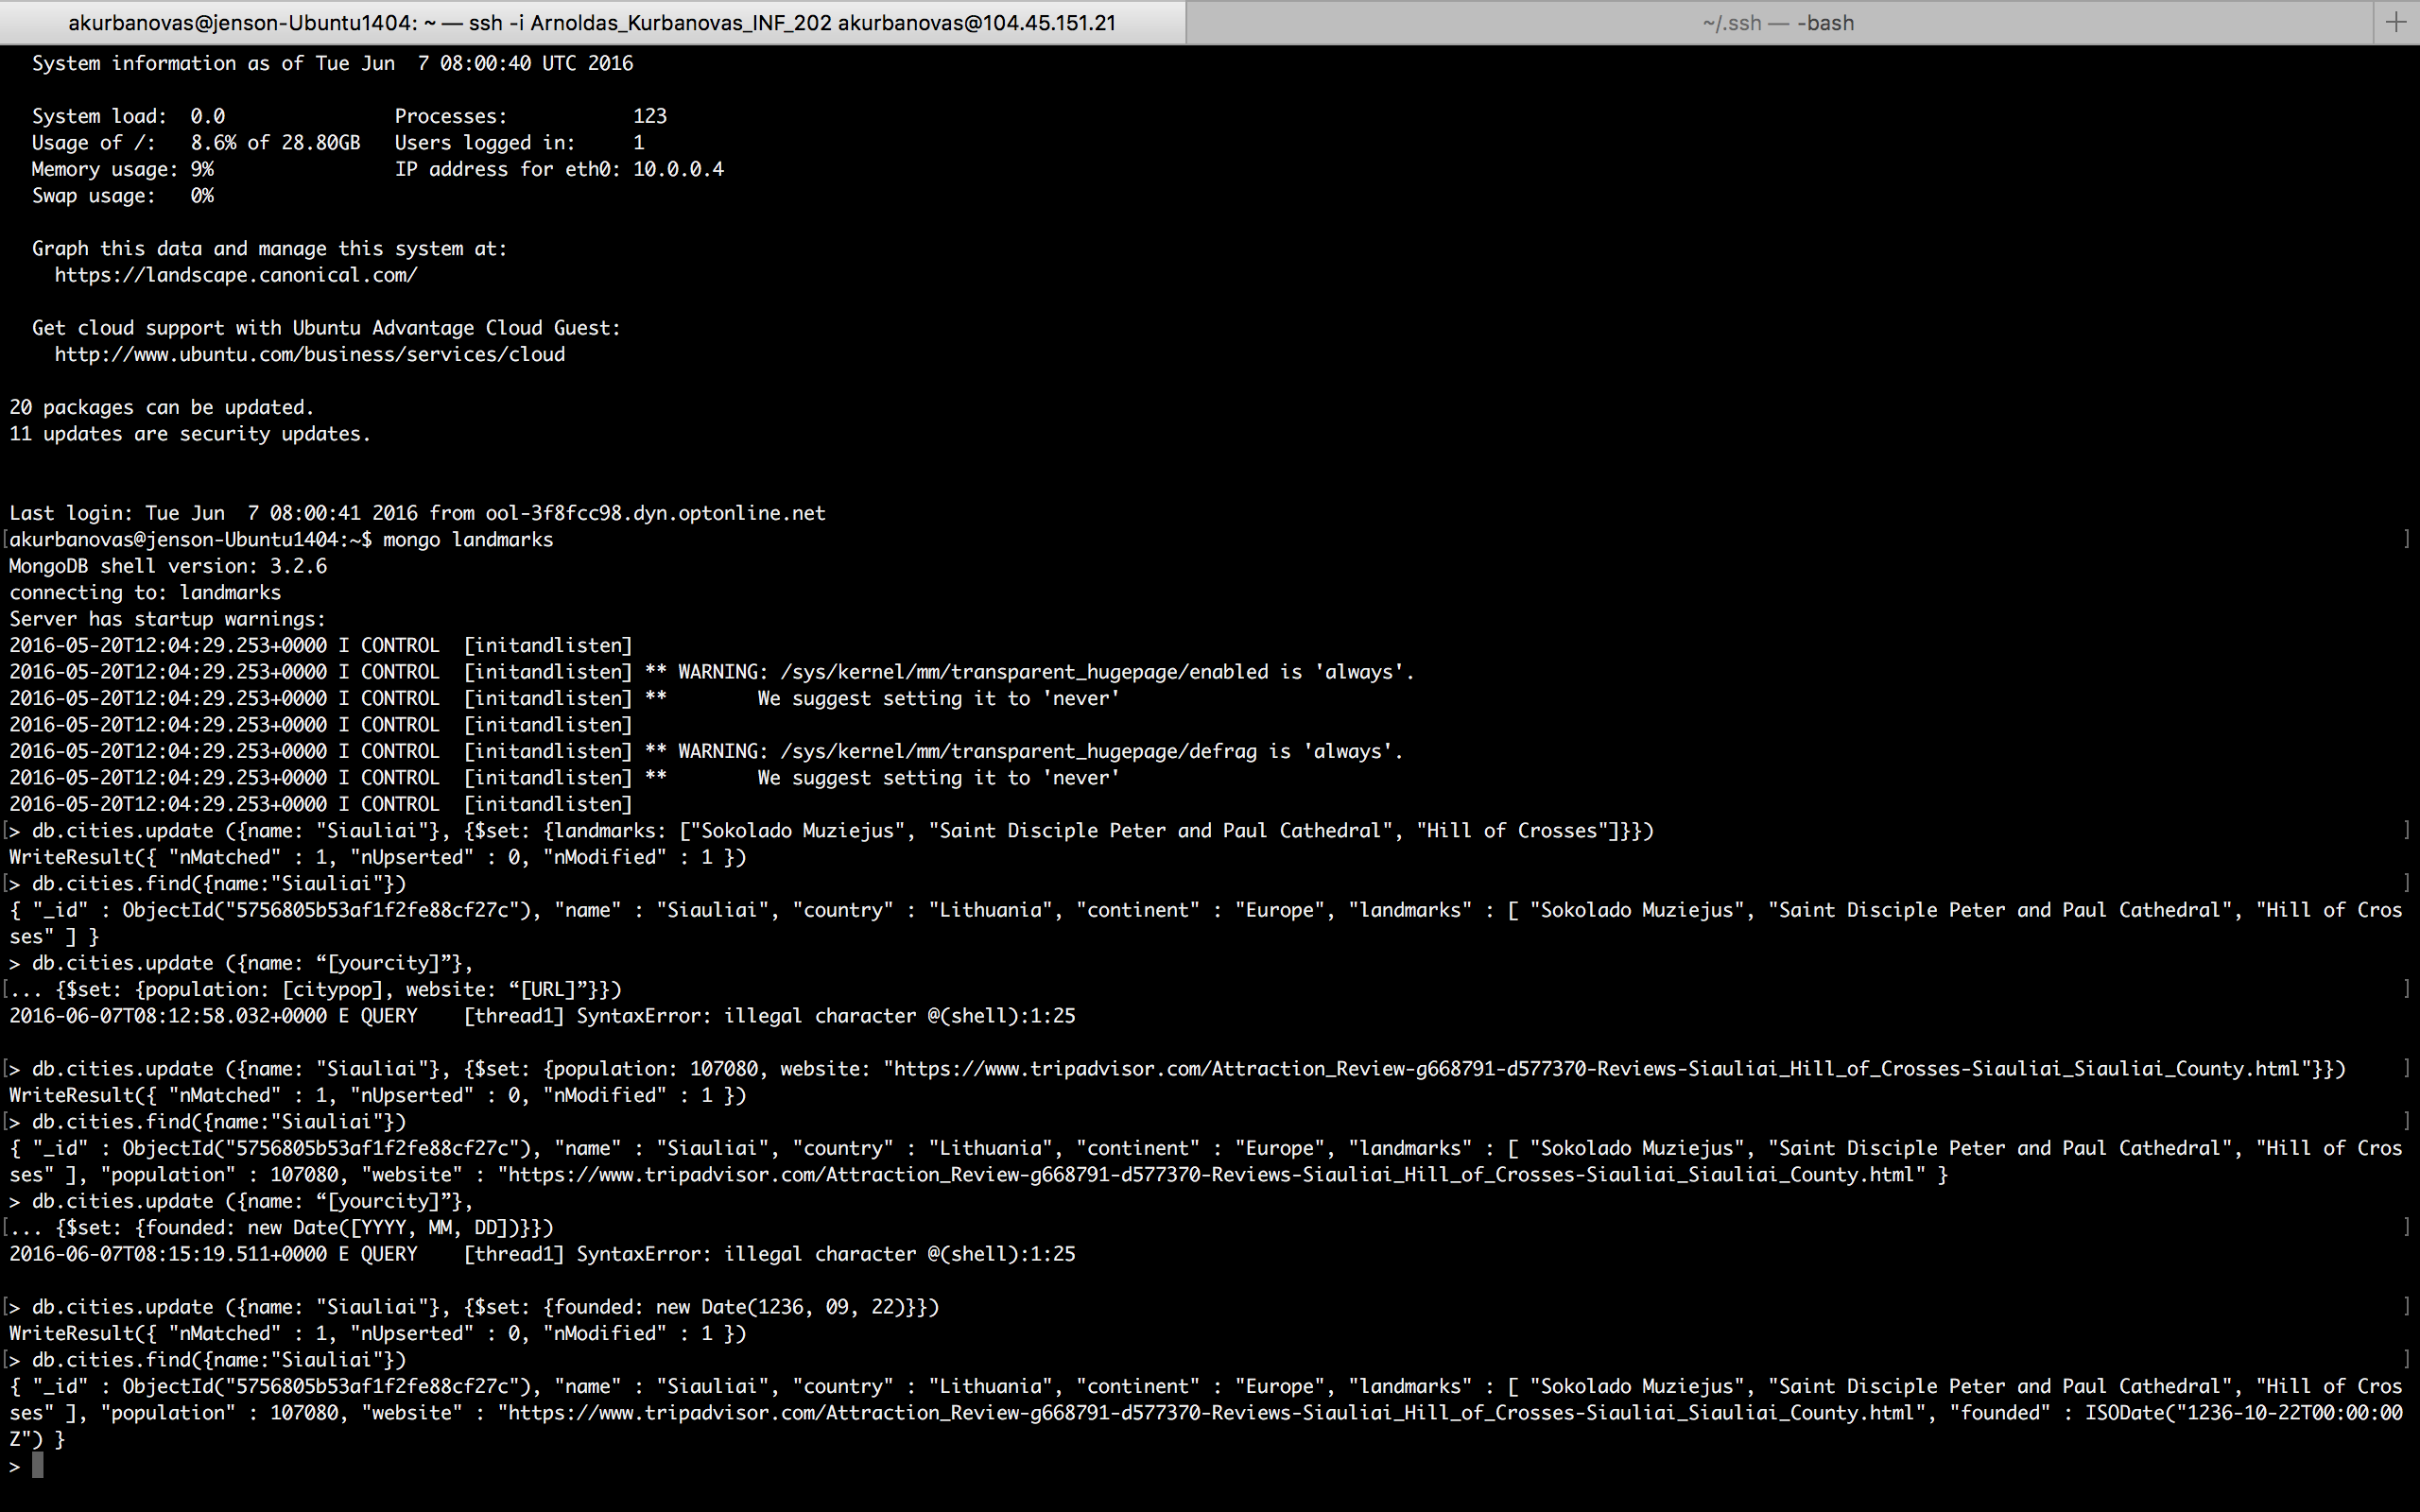 akurbanovas@jenson-Ubuntu1404: ~ — ssh -i Arnoldas_Kurbanovas_INF_202 akurbanovas@104.45.151.21
~/.ssh — -bash
System information as of Tue Jun  7 08:00:40 UTC 2016
System load:  0.0               Processes:           123
Usage of /:   8.6% of 28.80GB   Users logged in:     1
Memory usage: 9%                IP address for eth0: 10.0.0.4
Swap usage:   0%
Graph this data and manage this system at:
https://landscape.canonical.com/
Get cloud support with Ubuntu Advantage Cloud Guest:
http://www.ubuntu.com/business/services/cloud
20 packages can be updated.
11 updates are security updates.
Last login: Tue Jun  7 08:00:41 2016 from ool-3f8fcc98.dyn.optonline.net
[akurbanovas@jenson-Ubuntu1404:~$ mongo landmarks ]
MongoDB shell version: 3.2.6
connecting to: landmarks
Server has startup warnings:
2016-05-20T12:04:29.253+0000 I CONTROL  [initandlisten]
2016-05-20T12:04:29.253+0000 I CONTROL  [initandlisten] ** WARNING: /sys/kernel/mm/transparent_hugepage/enabled is 'always'.
2016-05-20T12:04:29.253+0000 I CONTROL  [initandlisten] **        We suggest setting it to 'never'
2016-05-20T12:04:29.253+0000 I CONTROL  [initandlisten]
2016-05-20T12:04:29.253+0000 I CONTROL  [initandlisten] ** WARNING: /sys/kernel/mm/transparent_hugepage/defrag is 'always'.
2016-05-20T12:04:29.253+0000 I CONTROL  [initandlisten] **        We suggest setting it to 'never'
2016-05-20T12:04:29.253+0000 I CONTROL  [initandlisten]
[> db.cities.update ({name: "Siauliai"}, {$set: {landmarks: ["Sokolado Muziejus", "Saint Disciple Peter and Paul Cathedral", "Hill of Crosses"]}}) ]
WriteResult({ "nMatched" : 1, "nUpserted" : 0, "nModified" : 1 })
[> db.cities.find({name:"Siauliai"}) ]
{ "_id" : ObjectId("5756805b53af1f2fe88cf27c"), "name" : "Siauliai", "country" : "Lithuania", "continent" : "Europe", "landmarks" : [ "Sokolado Muziejus", "Saint Disciple Peter and Paul Cathedral", "Hill of Cros
ses" ] }
> db.cities.update ({name: “[yourcity]”},
[... {$set: {population: [citypop], website: “[URL]”}}) ]
2016-06-07T08:12:58.032+0000 E QUERY    [thread1] SyntaxError: illegal character @(shell):1:25
[> db.cities.update ({name: "Siauliai"}, {$set: {population: 107080, website: "https://www.tripadvisor.com/Attraction_Review-g668791-d577370-Reviews-Siauliai_Hill_of_Crosses-Siauliai_Siauliai_County.html"}}) ]
WriteResult({ "nMatched" : 1, "nUpserted" : 0, "nModified" : 1 })
[> db.cities.find({name:"Siauliai"}) ]
{ "_id" : ObjectId("5756805b53af1f2fe88cf27c"), "name" : "Siauliai", "country" : "Lithuania", "continent" : "Europe", "landmarks" : [ "Sokolado Muziejus", "Saint Disciple Peter and Paul Cathedral", "Hill of Cros
ses" ], "population" : 107080, "website" : "https://www.tripadvisor.com/Attraction_Review-g668791-d577370-Reviews-Siauliai_Hill_of_Crosses-Siauliai_Siauliai_County.html" }
> db.cities.update ({name: “[yourcity]”},
[... {$set: {founded: new Date([YYYY, MM, DD])}}) ]
2016-06-07T08:15:19.511+0000 E QUERY    [thread1] SyntaxError: illegal character @(shell):1:25
[> db.cities.update ({name: "Siauliai"}, {$set: {founded: new Date(1236, 09, 22)}}) ]
WriteResult({ "nMatched" : 1, "nUpserted" : 0, "nModified" : 1 })
[> db.cities.find({name:"Siauliai"}) ]
{ "_id" : ObjectId("5756805b53af1f2fe88cf27c"), "name" : "Siauliai", "country" : "Lithuania", "continent" : "Europe", "landmarks" : [ "Sokolado Muziejus", "Saint Disciple Peter and Paul Cathedral", "Hill of Cros
ses" ], "population" : 107080, "website" : "https://www.tripadvisor.com/Attraction_Review-g668791-d577370-Reviews-Siauliai_Hill_of_Crosses-Siauliai_Siauliai_County.html", "founded" : ISODate("1236-10-22T00:00:00
Z") }
>